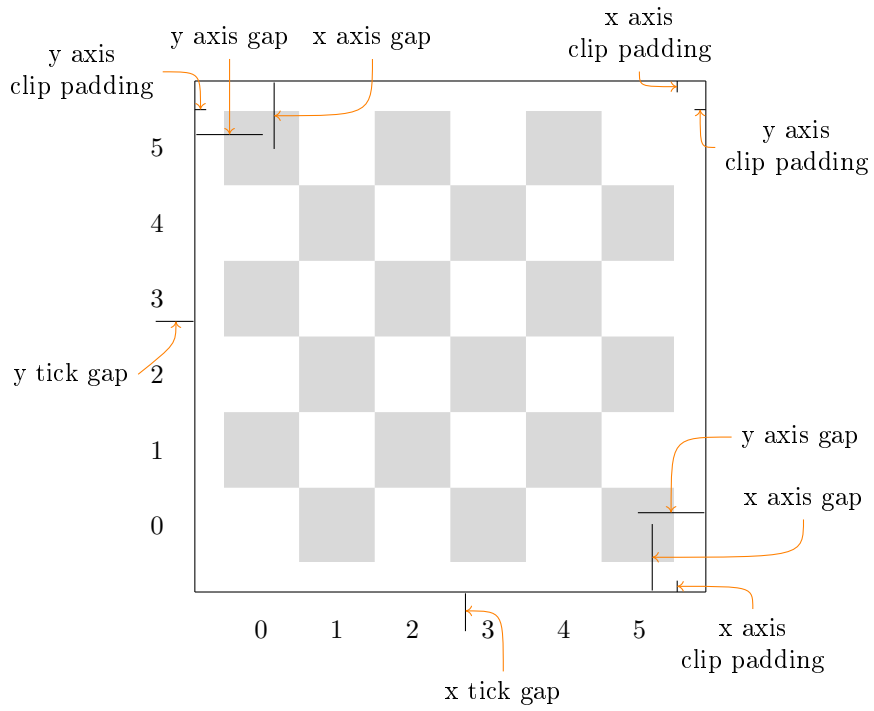 x axis
clip padding
y axis gap
x axis gap
y axis
clip padding
y axis
clip padding
5
4
3
2
1
0
y tick gap
y axis gap
x axis gap
0 1 2 3 4 5
x axis
clip padding
x tick gap